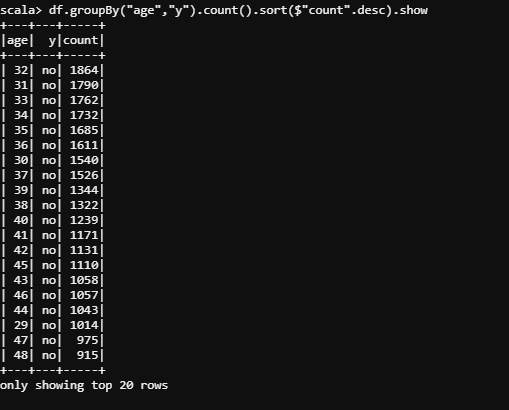 scala> df.groupBy("age","y").count().sort($"count".desc).show
+---+---+-----+
|age|  y|count|
+---+---+-----+
| 32| no| 1864|
| 31| no| 1790|
| 33| no| 1762|
| 34| no| 1732|
| 35| no| 1685|
| 36| no| 1611|
| 30| no| 1540|
| 37| no| 1526|
| 39| no| 1344|
| 38| no| 1322|
| 40| no| 1239|
| 41| no| 1171|
| 42| no| 1131|
| 45| no| 1110|
| 43| no| 1058|
| 46| no| 1057|
| 44| no| 1043|
| 29| no| 1014|
| 47| no|  975|
| 48| no|  915|
+---+---+-----+
only showing top 20 rows